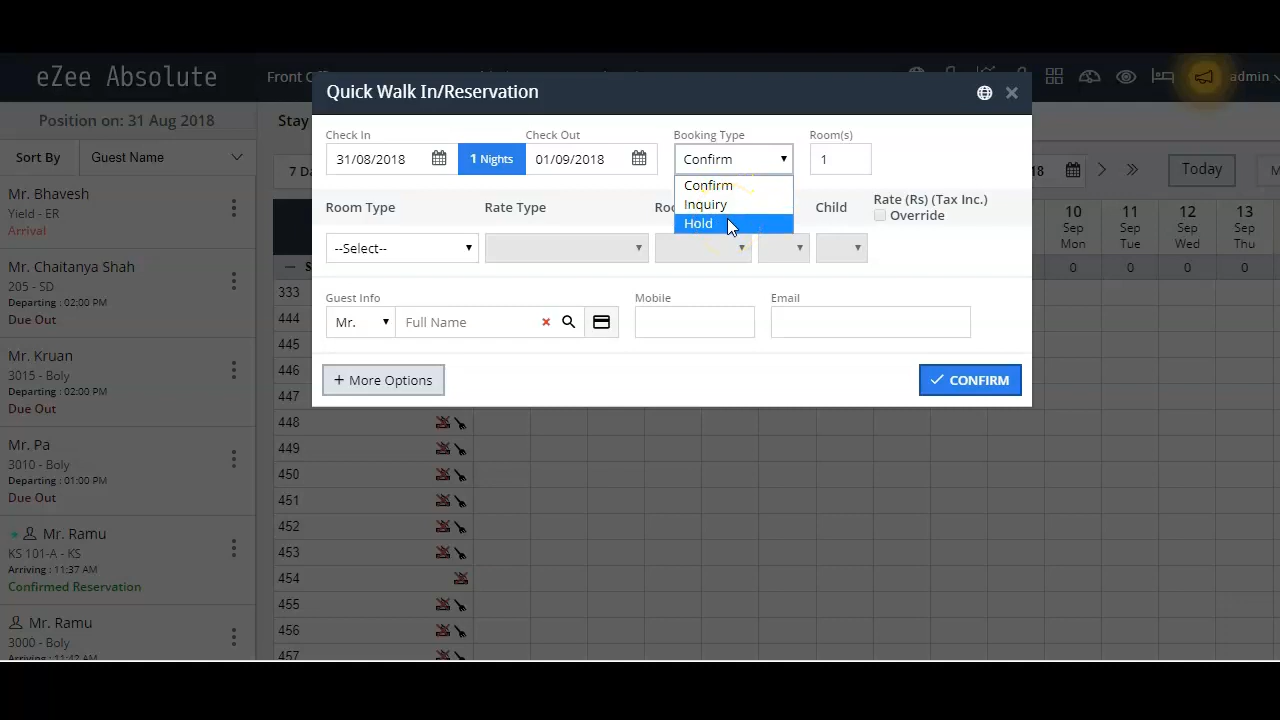 eZee Absolute
Front
admin
Position on: 31 Aug 2018
Stay
Sort By
Guest Name
Mr. Bhavesh
Yield - ER
Arrival
Mr. Chaitanya Shah
205 - SD
Departing : 02:00 PM
Due Out
Mr. Kruan
3015 - Boly
Departing : 02:00 PM
Due Out
Mr. Pa
3010 - Boly
Departing : 01:00 PM
Due Out
Mr. Ramu
KS 101-A - KS
Arriving : 11:37 AM
Confirmed Reservation
Mr. Ramu
3000 - Boly
Arriving : 11:42 AM
Quick Walk In/Reservation
Check In
Check Out
Booking Type
Room(s)
31/08/2018
1 Nights
01/09/2018
Confirm
1
Confirm
Inquiry
Hold
Room Type
Rate Type
Roo
Child
Rate (Rs) (Tax Inc.)
Override
--Select--
Guest Info
Mobile
Email
Mr.
Full Name
+ More Options
CONFIRM
7 D
18
Today
M
10 11 12 13
Sep Sep Sep Sep
Mon Tue Wed Thu
S
0 0 0 0
333
444
445
446
447
448
449
450
451
452
453
454
455
456
457